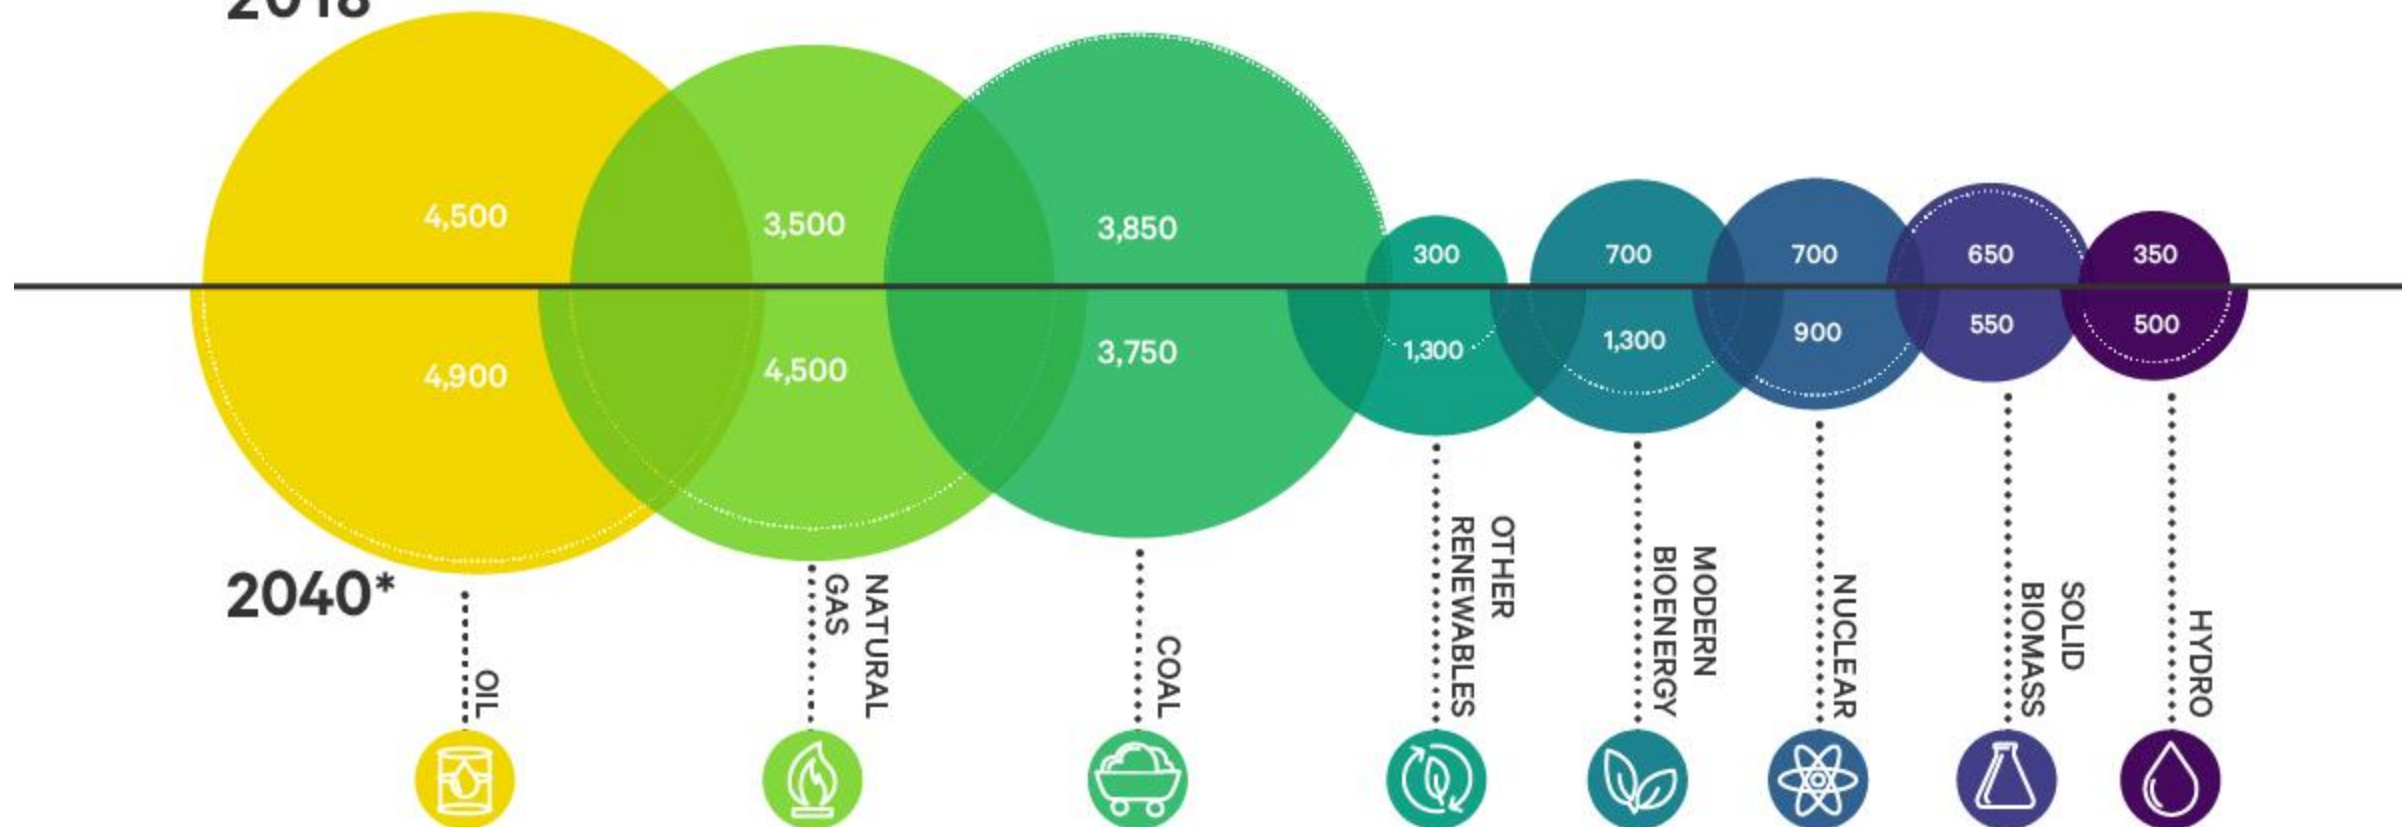 2018
4,500
3,500
3,850
300
700
700
650
350
4,900
4,500
3,750
1,300
1,300
900
550
500
2040*
OIL
NATURAL
GAS
COAL
OTHER
RENEWABLES
MODERN
BIOENERGY
NUCLEAR
SOLID
BIOMASS
HYDRO